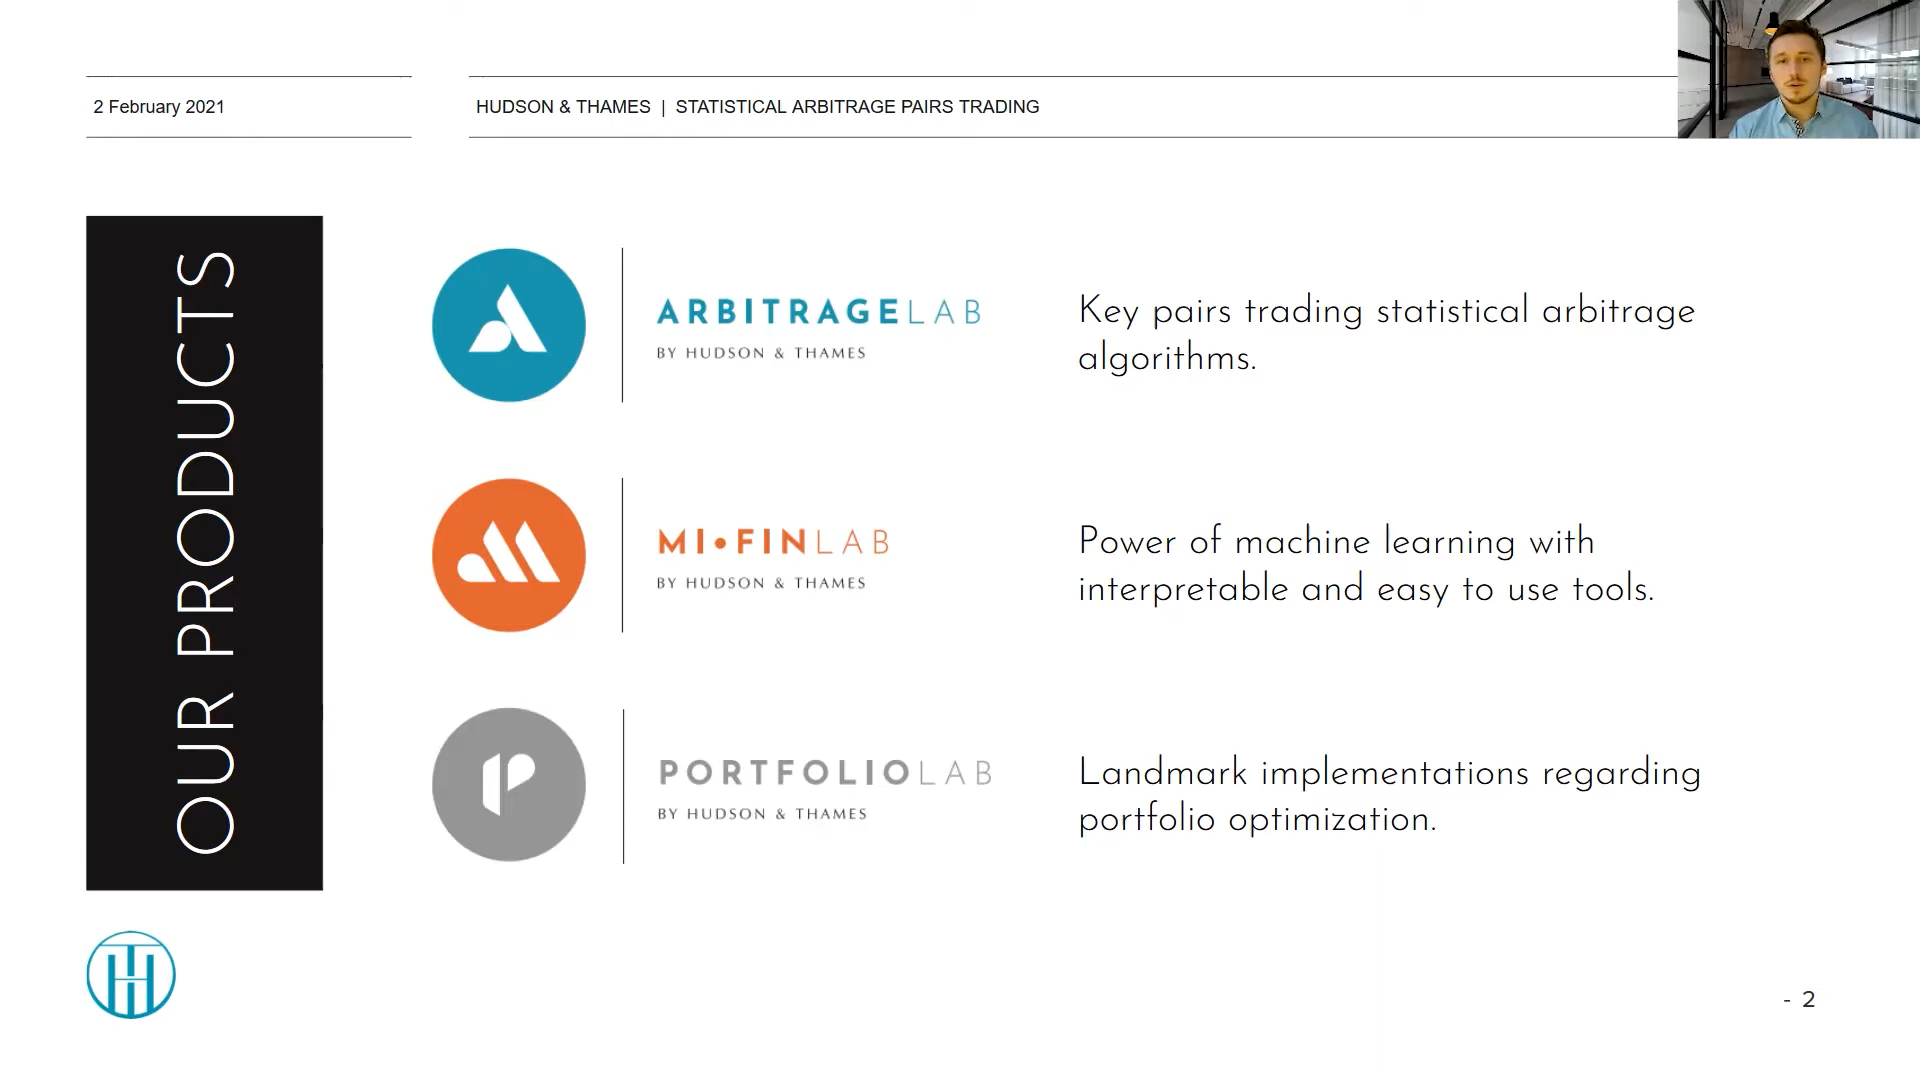 2 February 2021
HUDSON & THAMES | STATISTICAL ARBITRAGE PAIRS TRADING
OUR PRODUCTS
ARBITRAGELAB
BY HUDSON & THAMES
Key pairs trading statistical arbitrage
algorithms.
Ml•FINLAB
BY HUDSON & THAMES
Power of machine learning with
interpretable and easy to use tools.
PORTFOLIOLAB
BY HUDSON & THAMES
Landmark implementations regarding
portfolio optimization.
- 2